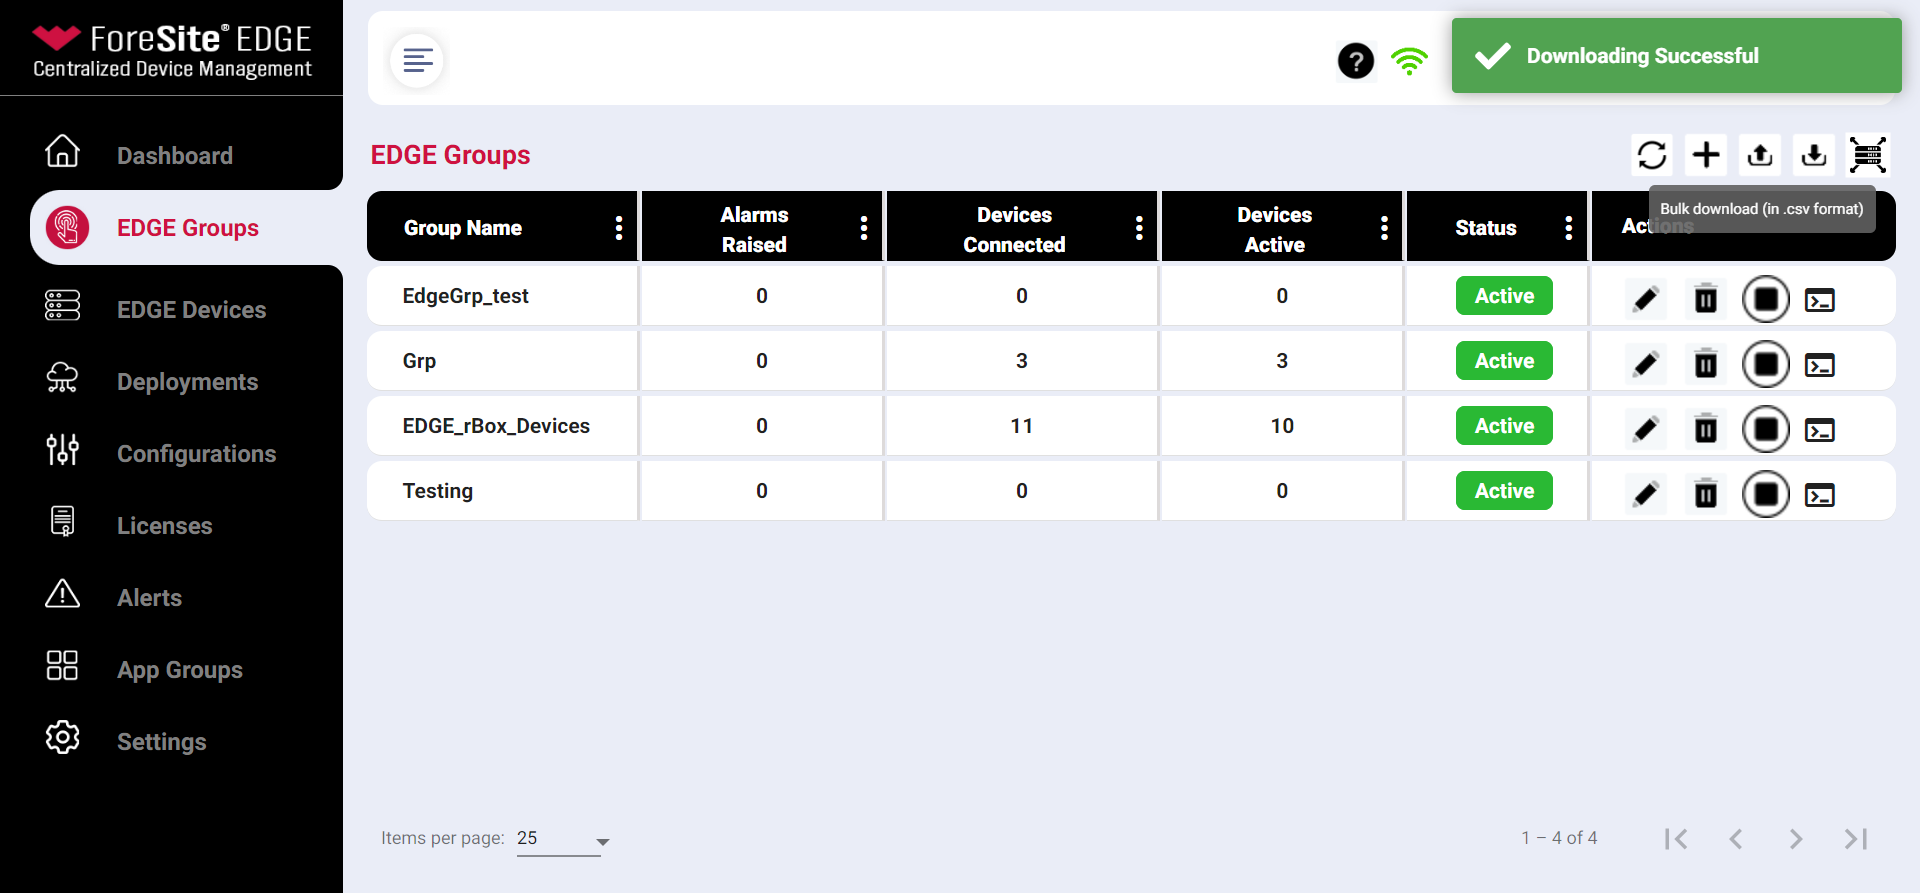 ForeSite® EDGE
Centralized Device Management
Downloading Successful
Dashboard
EDGE Groups
EDGE Devices
Deployments
Configurations
Licenses
Alerts
App Groups
Settings
EDGE Groups
Bulk download (in .csv format)
Group Name
Alarms Raised
Devices Connected
Devices Active
Status
Actions
EdgeGrp_test 0 0 0 Active
Grp 0 3 3 Active
EDGE_rBox_Devices 0 11 10 Active
Testing 0 0 0 Active
Items per page: 25
1 – 4 of 4